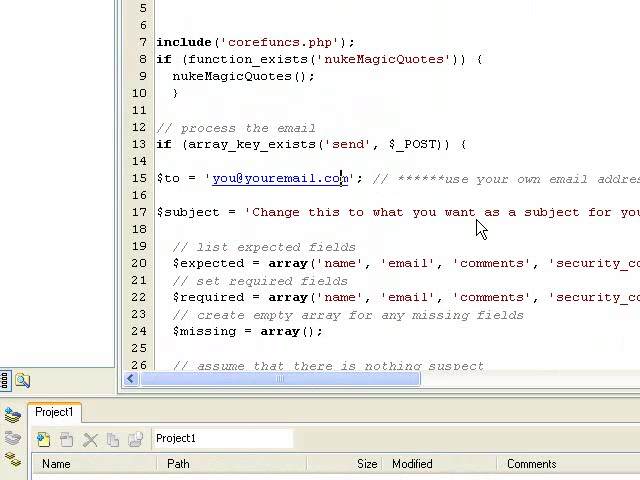 5
6
7 include('corefuncs.php');
8 if (function_exists('nukeMagicQuotes')) {
9 nukeMagicQuotes();
10 }
11
12 // process the email
13 if (array_key_exists('send', $_POST)) {
14
15 $to = 'you@youremail.com'; // ******use your own email addres
16
17 $subject = 'Change this to what you want as a subject for you
18
19 // list expected fields
20 $expected = array('name', 'email', 'comments', 'security_co
21 // set required fields
22 $required = array('name', 'email', 'comments', 'security_co
23 // create empty array for any missing fields
24 $missing = array();
25
26 // assume that there is nothing suspect
Project1
Project1
Name Path Size Modified Comments